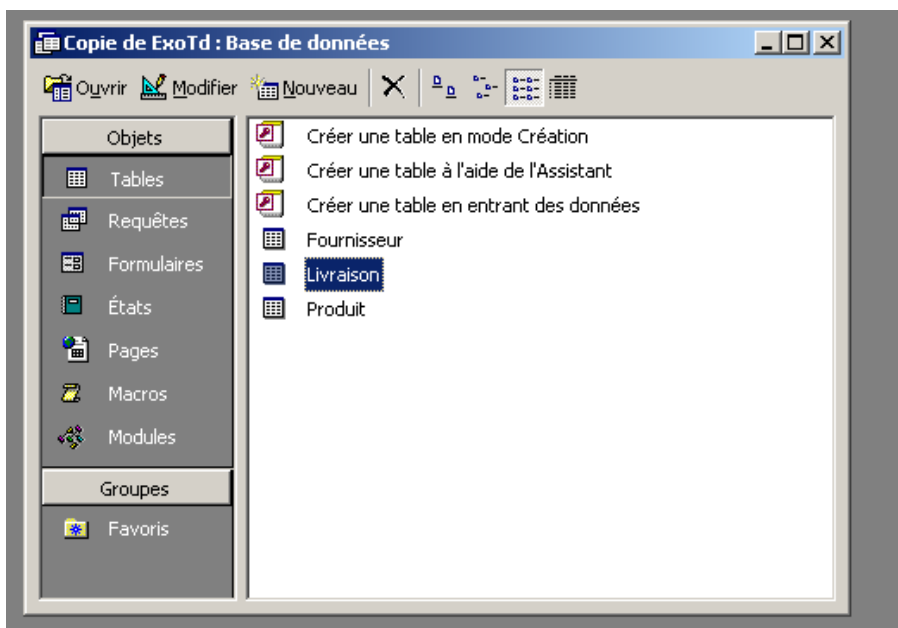 Copie de ExoTd : Base de données
Ouvrir Modifier Nouveau
Objets
Tables
Requêtes
Formulaires
États
Pages
Macros
Modules
Groupes
Favoris
Créer une table en mode Création
Créer une table à l'aide de l'Assistant
Créer une table en entrant des données
Fournisseur
Livraison
Produit